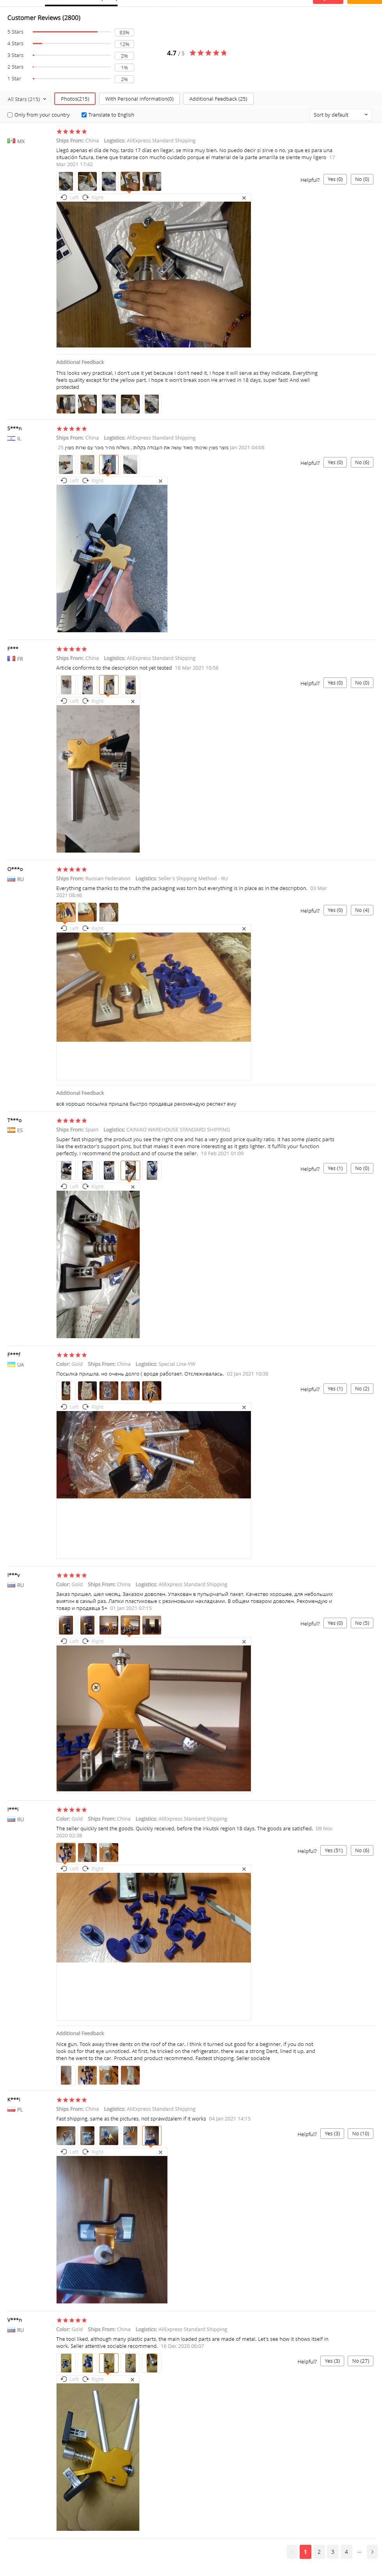 Customer Reviews (2800)
5 Stars 83%
4 Stars 12%
3 Stars 2%
2 Stars 1%
1 Star 2%
4.7 / 5
All Stars (215) Photos(215) With Personal Information(0) Additional Feedback (25)
Only from your country Translate to English Sort by default
MX
Ships From: China Logistics: AliExpress Standard Shipping
Llegó apenas el día de hoy, tardo 17 días en llegar, se mira muy bien. No puedo decir si sirve o no, ya que es para una
situación futura, tiene que tratarse con mucho cuidado porque el material de la parte amarilla se siente muy ligero 17
Mar 2021 17:42
Helpful? Yes (0) No (0)
Left Right
Additional Feedback
This looks very practical, I don't use it yet because I don't need it, I hope it will serve as they indicate, Everything
feels quality except for the yellow part, I hope it won't break soon He arrived in 18 days, super fast! And well
protected
S***n
IL
Ships From: China Logistics: AliExpress Standard Shipping
מוצר מצוין ואיכותי מאוד עושה את העבודה בקלות , משלוח מהיר מוכר עם שרות מצוין 25 Jan 2021 04:08
Helpful? Yes (0) No (6)
Left Right
F***
FR
Ships From: China Logistics: AliExpress Standard Shipping
Article conforms to the description not yet tested 18 Mar 2021 10:56
Helpful? Yes (0) No (0)
Left Right
O***o
RU
Ships From: Russian Federation Logistics: Seller's Shipping Method - RU
Everything came thanks to the truth the packaging was torn but everything is in place as in the description. 03 Mar
2021 08:46
Helpful? Yes (0) No (4)
Left Right
Additional Feedback
всё хорошо посылка пришла быстро продавца рекомендую респект ему
T***o
ES
Ships From: Spain Logistics: CAINIAO WAREHOUSE STANDARD SHIPPING
Super fast shipping, the product you see the right one and has a very good price quality ratio. It has some plastic parts
like the extractor's support pins, but that makes it even more interesting as it gets lighter. It fulfills your function
perfectly. I recommend the product and of course the seller. 19 Feb 2021 01:09
Helpful? Yes (1) No (0)
Left Right
F***f
UA
Color: Gold Ships From: China Logistics: Special Line-YW
Посылка пришла, но очень долго ( вроде работает. Отслеживалась. 02 Jan 2021 10:38
Helpful? Yes (1) No (2)
Left Right
I***v
RU
Color: Gold Ships From: China Logistics: AliExpress Standard Shipping
Заказ пришел, шел месяц. Заказом доволен. Упакован в пупырчатый пакет. Качество хорошее, для небольших
вмятин в самый раз. Лапки пластиковые с резиновыми накладками. В общем товаром доволен. Рекомендую и
товар и продавца 5+ 01 Jan 2021 07:15
Helpful? Yes (0) No (5)
Left Right
I***i
RU
Color: Gold Ships From: China Logistics: AliExpress Standard Shipping
The seller quickly sent the goods. Quickly received, before the Irkutsk region 18 days. The goods are satisfied. 09 Nov
2020 02:38
Helpful? Yes (51) No (6)
Left Right
Additional Feedback
Nice gun. Took away three dents on the roof of the car. I think it turned out good for a beginner, if you do not
look out for that eye unnoticed. At first, he tricked on the refrigerator, there was a strong Dent, lined it up, and
then he went to the car. Product and product recommend. Fastest shipping. Seller sociable
K***i
PL
Ships From: China Logistics: AliExpress Standard Shipping
Fast shipping, same as the pictures, not sprawdzalem if it works 04 Jan 2021 14:15
Helpful? Yes (3) No (10)
Left Right
V***n
RU
Color: Gold Ships From: China Logistics: AliExpress Standard Shipping
The tool liked, although many plastic parts, the main loaded parts are made of metal. Let's see how it shows itself in
work. Seller attentive sociable recommend. 16 Dec 2020 06:07
Helpful? Yes (3) No (27)
Left Right
1 2 3 4 ...